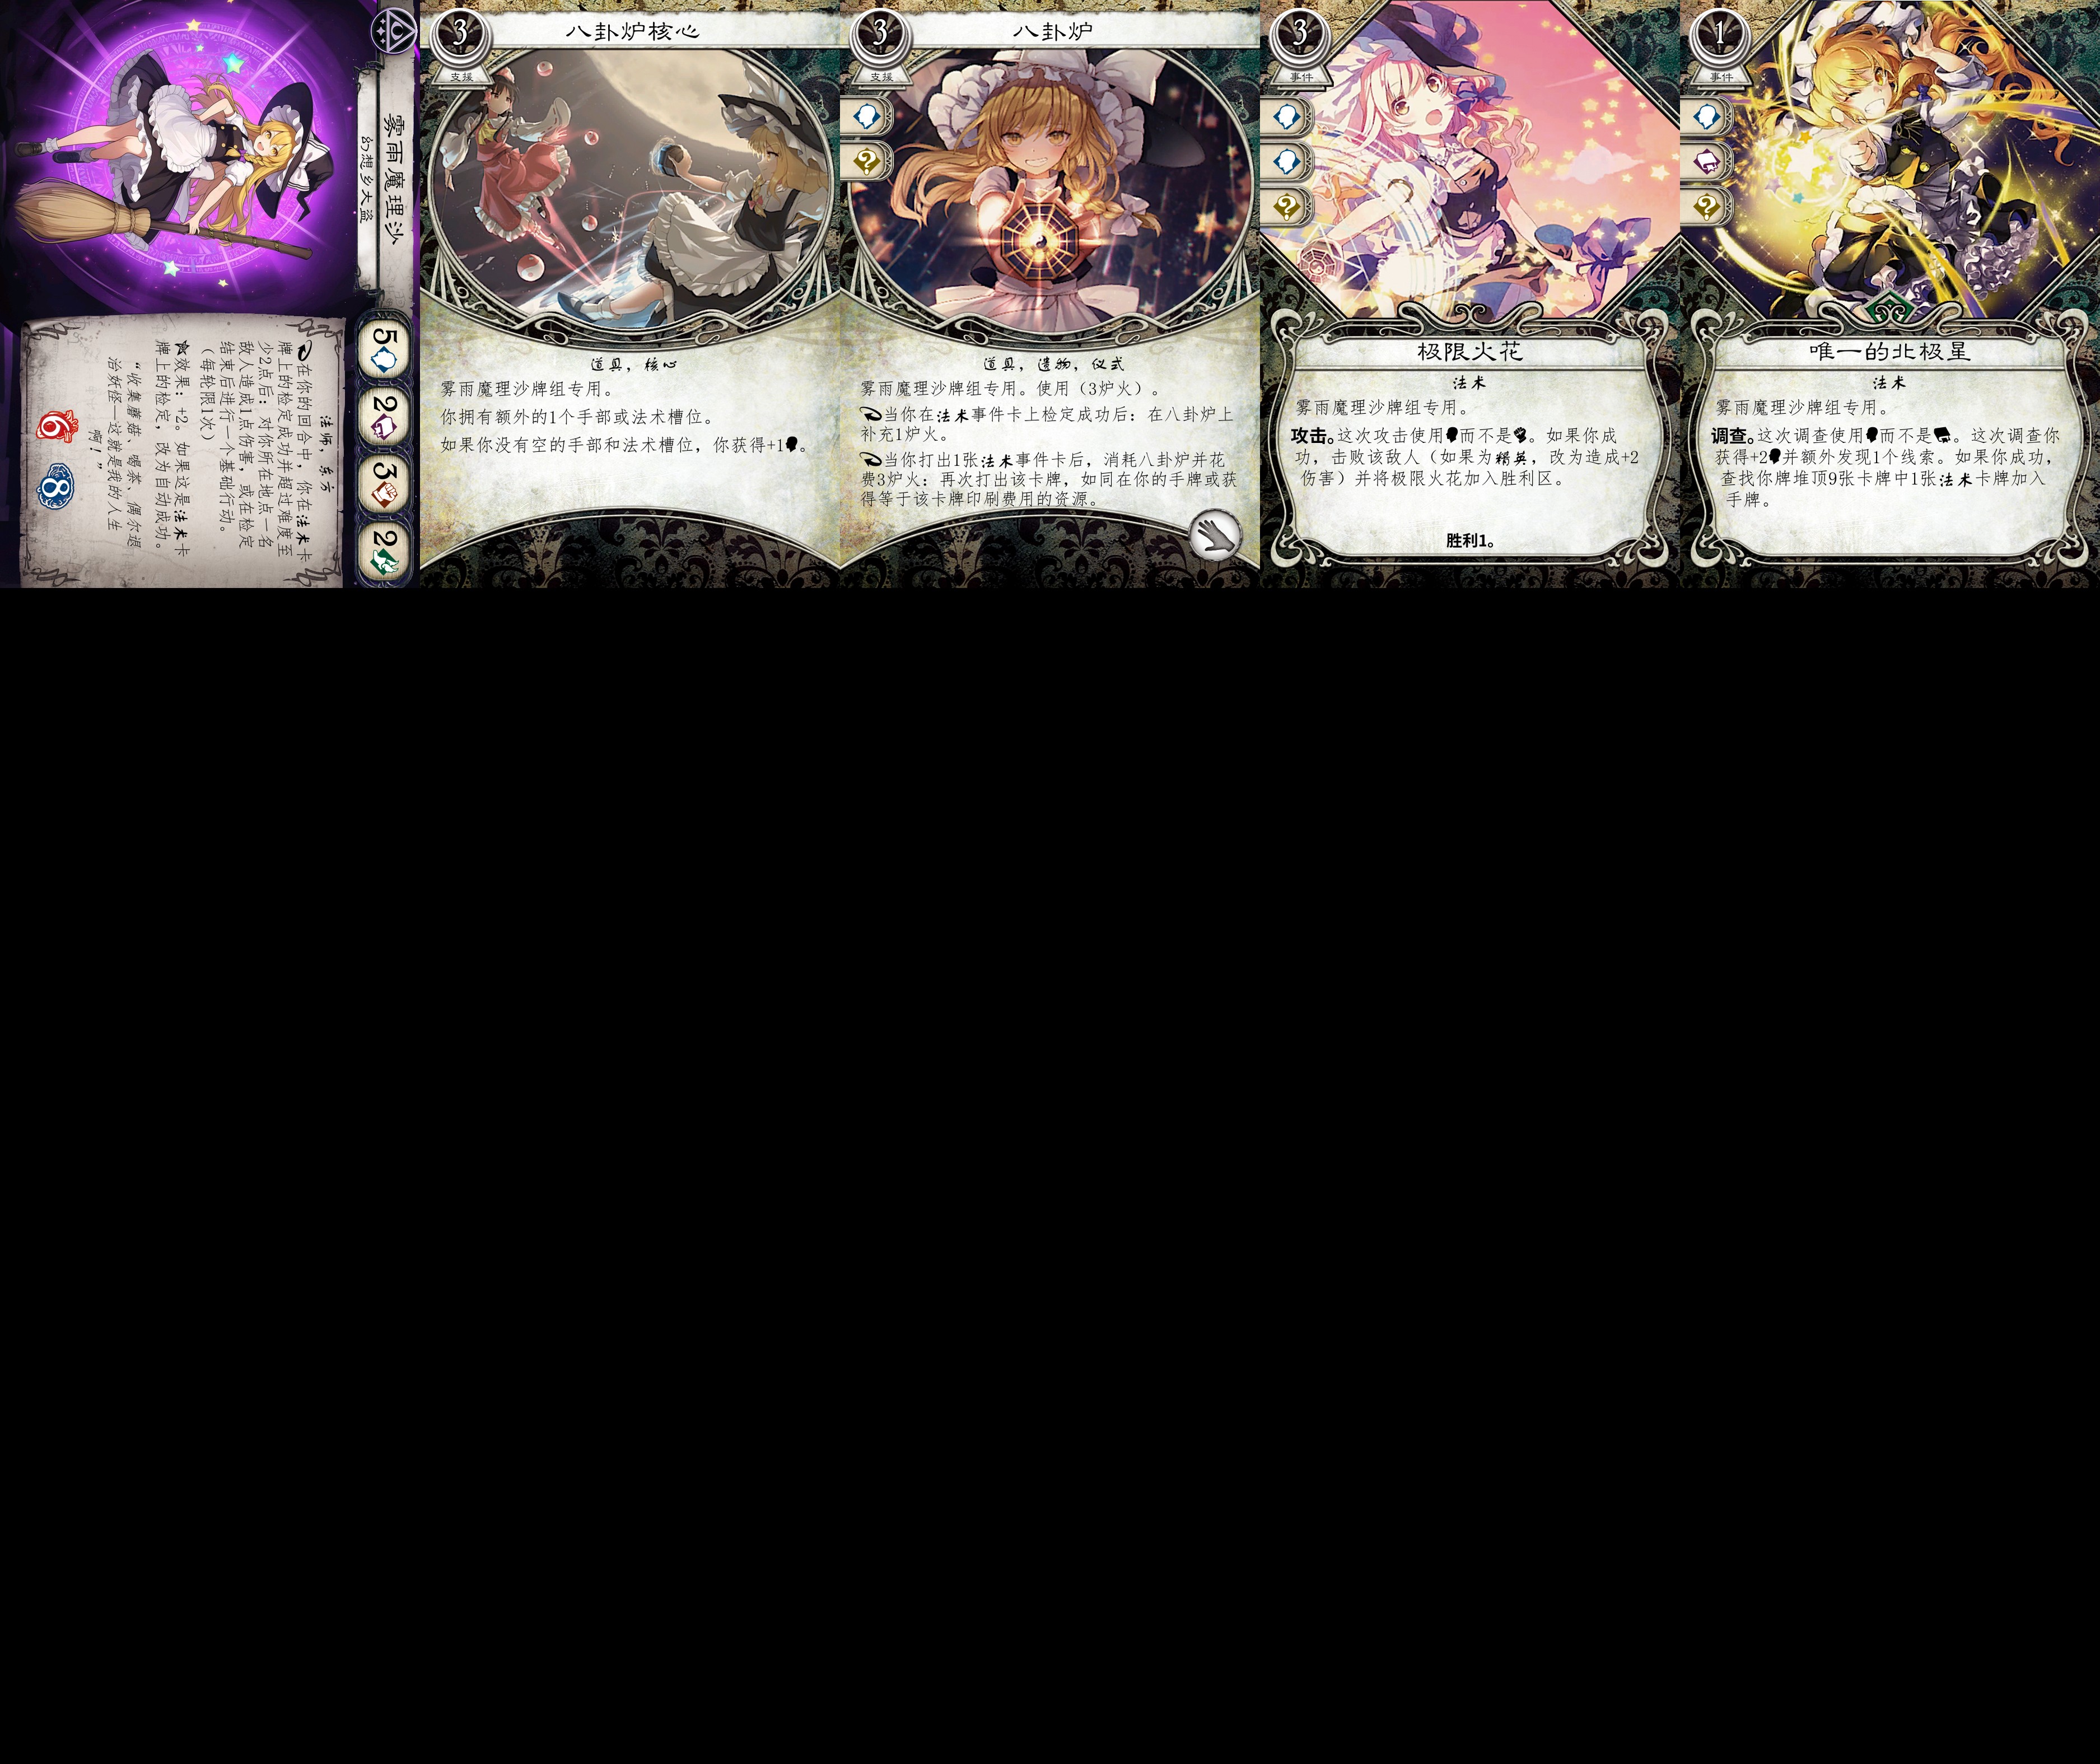 雾雨魔理沙
幻想乡大盗
5
2
3
2
法师，东方
在你的回合中，你在法术卡
牌上的检定成功并超过难度至
少2点后：对你所在地点一名
敌人造成1点伤害，或在检定
结束后进行一个基础行动。
（每轮限1次）
效果：+2。如果这是法术卡
牌上的检定，改为自动成功。
“收集蘑菇、喝茶、偶尔退
治妖怪—这就是我的人生
啊！”
6
8
3
支援
八卦炉核心
道具，核心
雾雨魔理沙牌组专用。
你拥有额外的1个手部或法术槽位。
如果你没有空的手部和法术槽位，你获得+1。
3
支援
八卦炉
?
道具，遗物，仪式
雾雨魔理沙牌组专用。使用（3炉火）。
当你在法术事件卡上检定成功后：在八卦炉上
补充1炉火。
当你打出1张法术事件卡后，消耗八卦炉并花
费3炉火：再次打出该卡牌，如同在你的手牌或获
得等于该卡牌印刷费用的资源。
3
事件
?
极限火花
法术
雾雨魔理沙牌组专用。
攻击。这次攻击使用而不是。如果你成
功，击败该敌人（如果为精英，改为造成+2
伤害）并将极限火花加入胜利区。
胜利1。
1
事件
?
唯一的北极星
法术
雾雨魔理沙牌组专用。
调查。这次调查使用而不是。这次调查你
获得+2并额外发现1个线索。如果你成功，
查找你牌堆顶9张卡牌中1张法术卡牌加入
手牌。